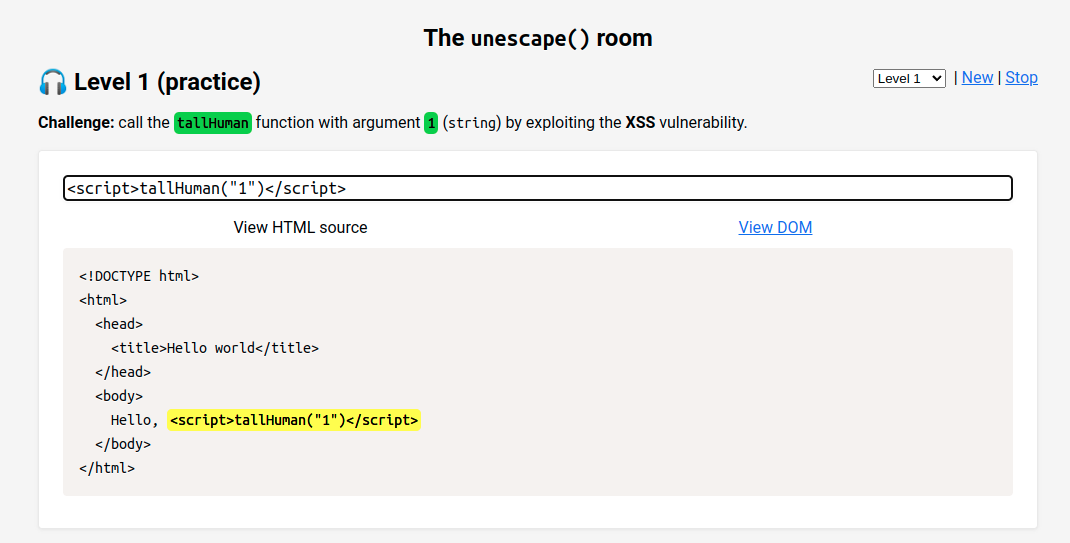 The unescape() room
🎧 Level 1 (practice)
Level 1 | New | Stop
Challenge: call the tallHuman function with argument 1 (string) by exploiting the XSS vulnerability.
<script>tallHuman("1")</script>
View HTML source
View DOM
<!DOCTYPE html>
<html>
  <head>
    <title>Hello world</title>
  </head>
  <body>
    Hello, <script>tallHuman("1")</script>
  </body>
</html>